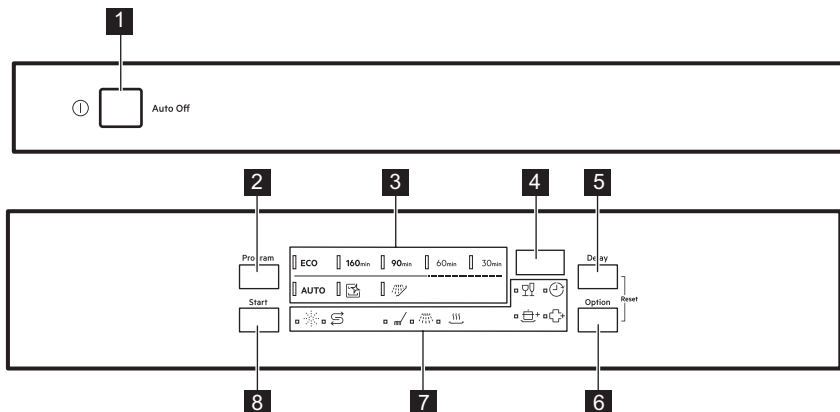 1
Auto Off
2 3 4 5
Program Delay
ECO 160min 90min 60min 30min
AUTO
Start Option
Reset
8 7 6